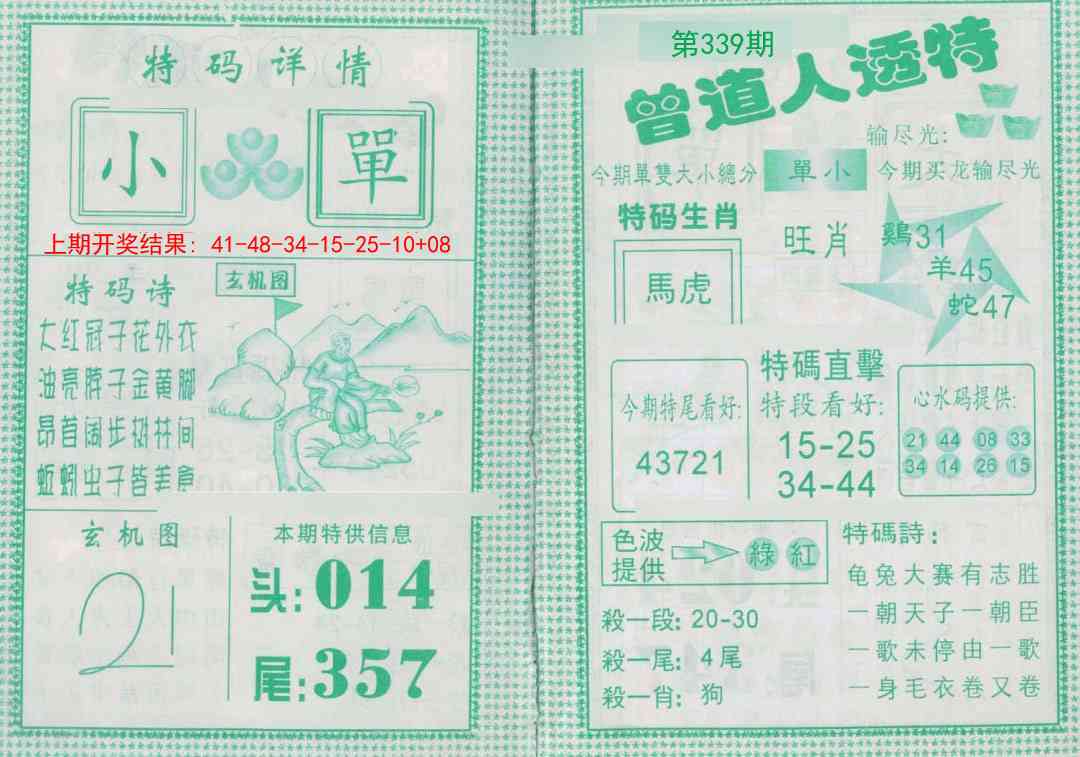 特码详情
小 單
上期开奖结果: 41-48-34-15-25-10+08
特码诗
大红冠子花外衣
油亮脖子金黄脚
昂首阔步
蚯蚓虫子皆美
玄机图
玄机图
21
本期特供信息
头:014
尾:357
第339期
曾道人透特
输尽光:
今期單雙大小總分 單小 今期买龙输尽光
特码生肖
馬虎
旺肖
鷄31
羊45
蛇47
今期特尾看好:
43721
特碼直擊
特段看好:
15-25
34-44
心水码提供:
21 44 08 33
34 14 26 15
色波
提供
綠 紅
殺一段: 20-30
殺一尾: 4尾
殺一肖: 狗
特碼詩:
龟兔大赛有志胜
一朝天子一朝臣
一歌未停由一歌
一身毛衣卷又卷